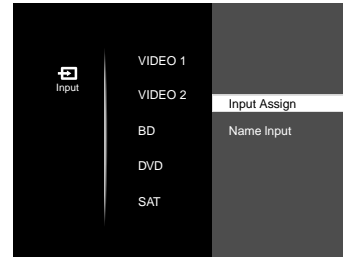 Input
VIDEO 1
VIDEO 2
BD
DVD
SAT
Input Assign
Name Input